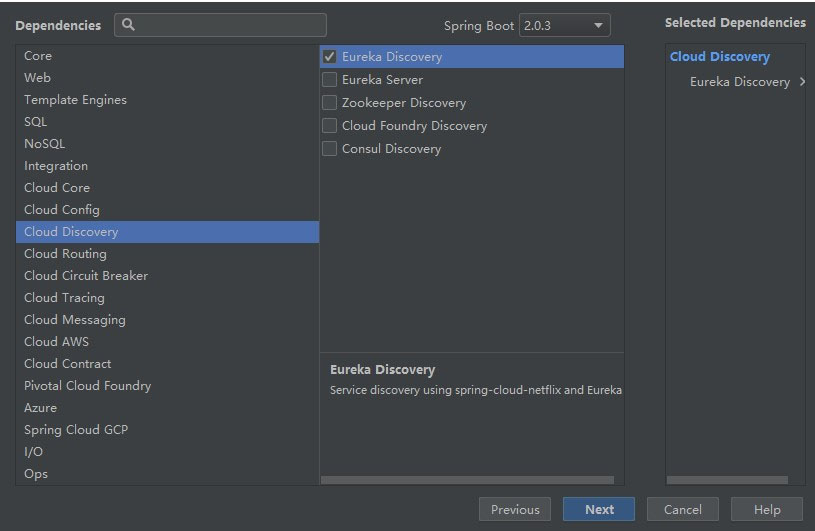 Dependencies
Spring Boot 2.0.3
Selected Dependencies
Core
Web
Template Engines
SQL
NoSQL
Integration
Cloud Core
Cloud Config
Cloud Discovery
Cloud Routing
Cloud Circuit Breaker
Cloud Tracing
Cloud Messaging
Cloud AWS
Cloud Contract
Pivotal Cloud Foundry
Azure
Spring Cloud GCP
I/O
Ops
Eureka Discovery
Eureka Server
Zookeeper Discovery
Cloud Foundry Discovery
Consul Discovery
Eureka Discovery
Service discovery using spring-cloud-netflix and Eureka
Cloud Discovery
Eureka Discovery
Previous
Next
Cancel
Help